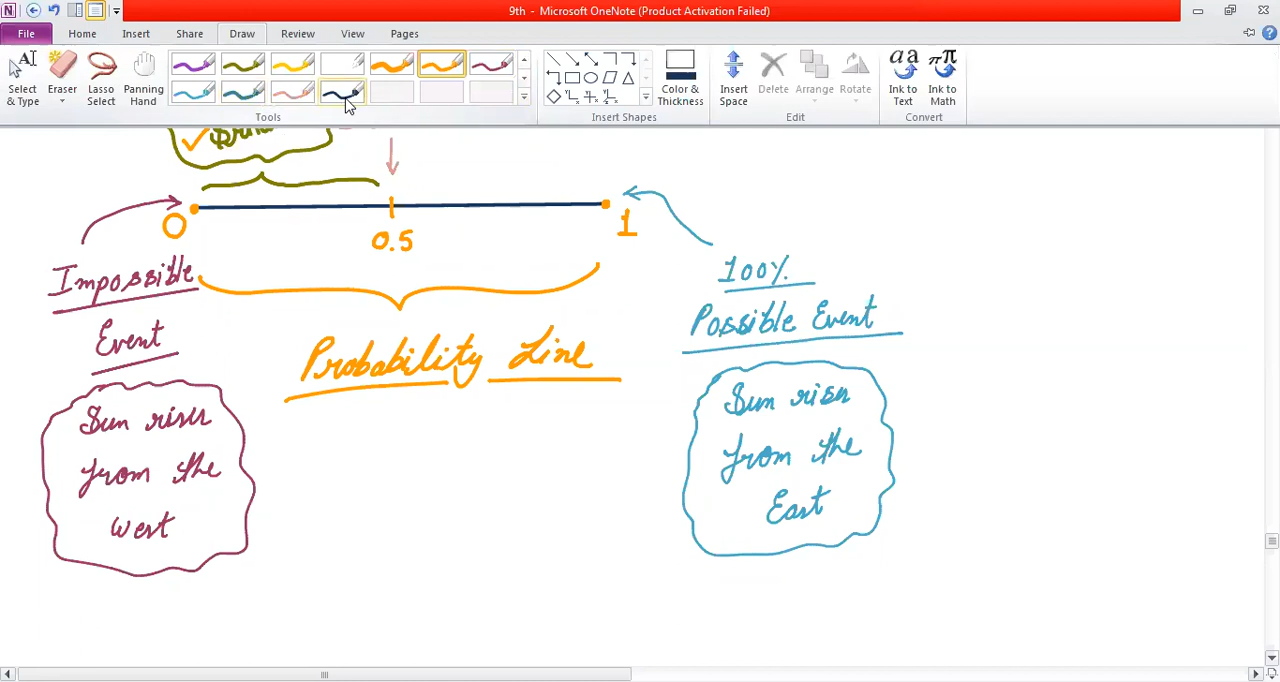 9th - Microsoft OneNote (Product Activation Failed)
File Home Insert Share Draw Review View Pages
Select & Type
Eraser
Lasso Select
Panning Hand
Color & Thickness
Insert Space
Delete
Arrange
Rotate
Ink to Text
Ink to Math
Tools
Insert Shapes
Edit
Convert
0
0.5
1
Impossible
Event
Sun rises
from the
west
Probability Line
100%
Possible Event
Sun rises
from the
East